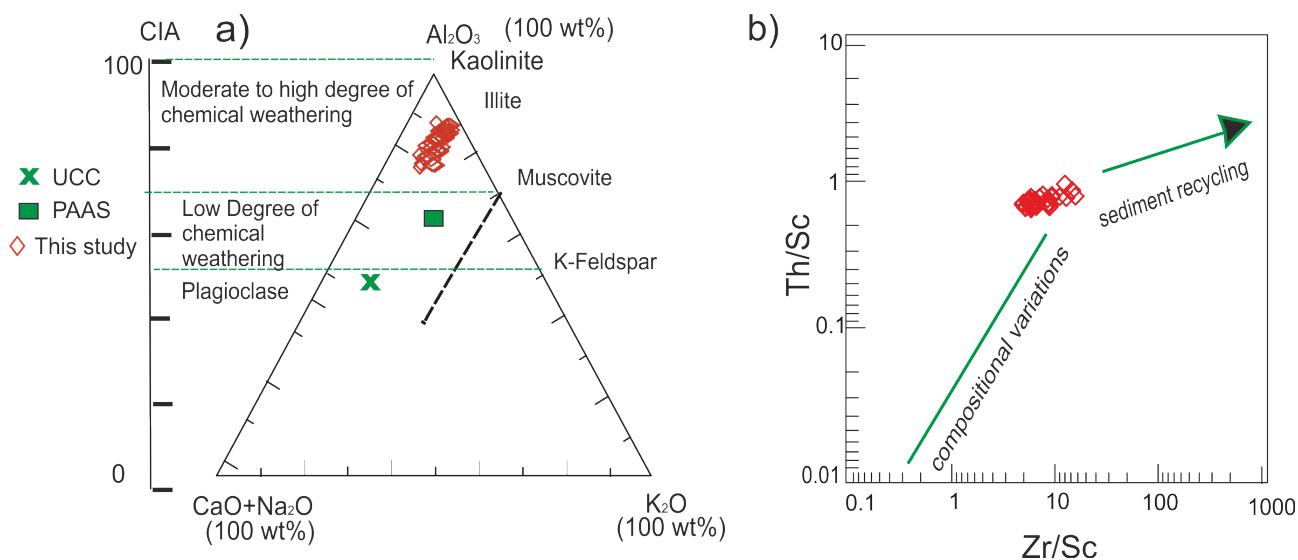 CIA
a)
Al₂O₃ (100 wt%)
100
Kaolinite
Moderate to high degree of
chemical weathering
Illite
UCC
PAAS
This study
Muscovite
Low Degree of
chemical
weathering
K-Feldspar
Plagioclase
0
CaO+Na₂O
(100 wt%)
K₂O
(100 wt%)
b)
10
1
0.1
0.01
Th/Sc
sediment recycling
compositional variations
0.1
1
10
100
1000
Zr/Sc